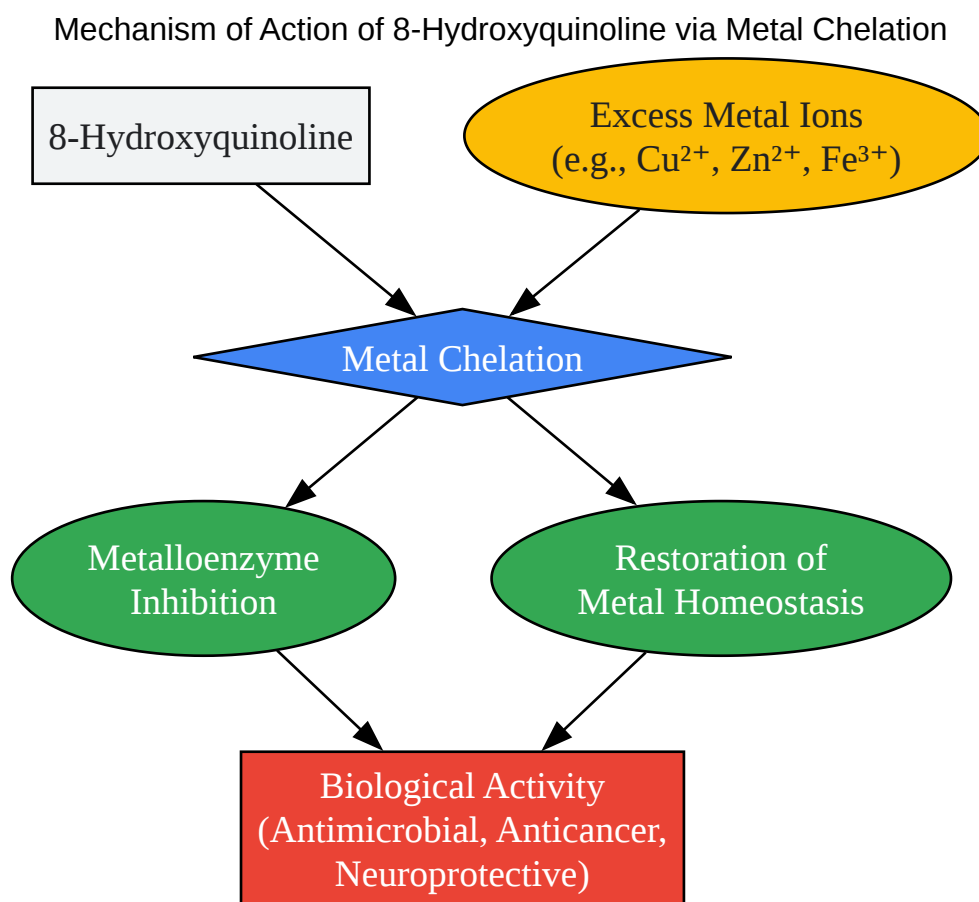 Mechanism of Action of 8-Hydroxyquinoline via Metal Chelation
8-Hydroxyquinoline
Excess Metal Ions
(e.g., Cu²⁺, Zn²⁺, Fe³⁺)
Metal Chelation
Metalloenzyme
Inhibition
Restoration of
Metal Homeostasis
Biological Activity
(Antimicrobial, Anticancer,
Neuroprotective)